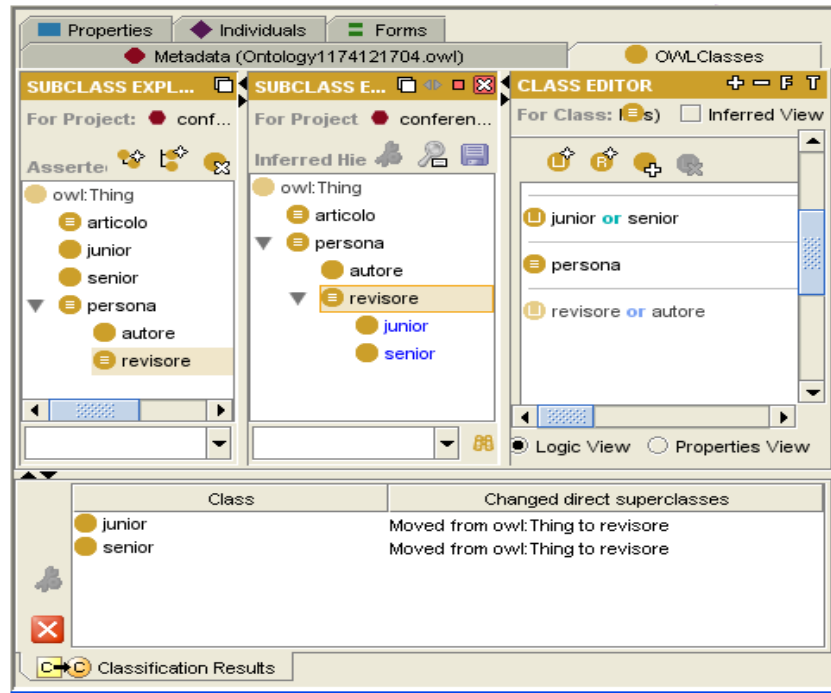 Properties Individuals Forms
Metadata (Ontology1174121704.owl) OWLClasses
SUBCLASS EXPL...
For Project: conf...
Asserte
owl:Thing
articolo
junior
senior
persona
autore
revisore
SUBCLASS E...
For Project conferen...
Inferred Hie
owl:Thing
articolo
persona
autore
revisore
junior
senior
CLASS EDITOR F T
For Class: s) Inferred View
junior or senior
persona
revisore or autore
Logic View Properties View
Class Changed direct superclasses
junior Moved from owl:Thing to revisore
senior Moved from owl:Thing to revisore
C C Classification Results